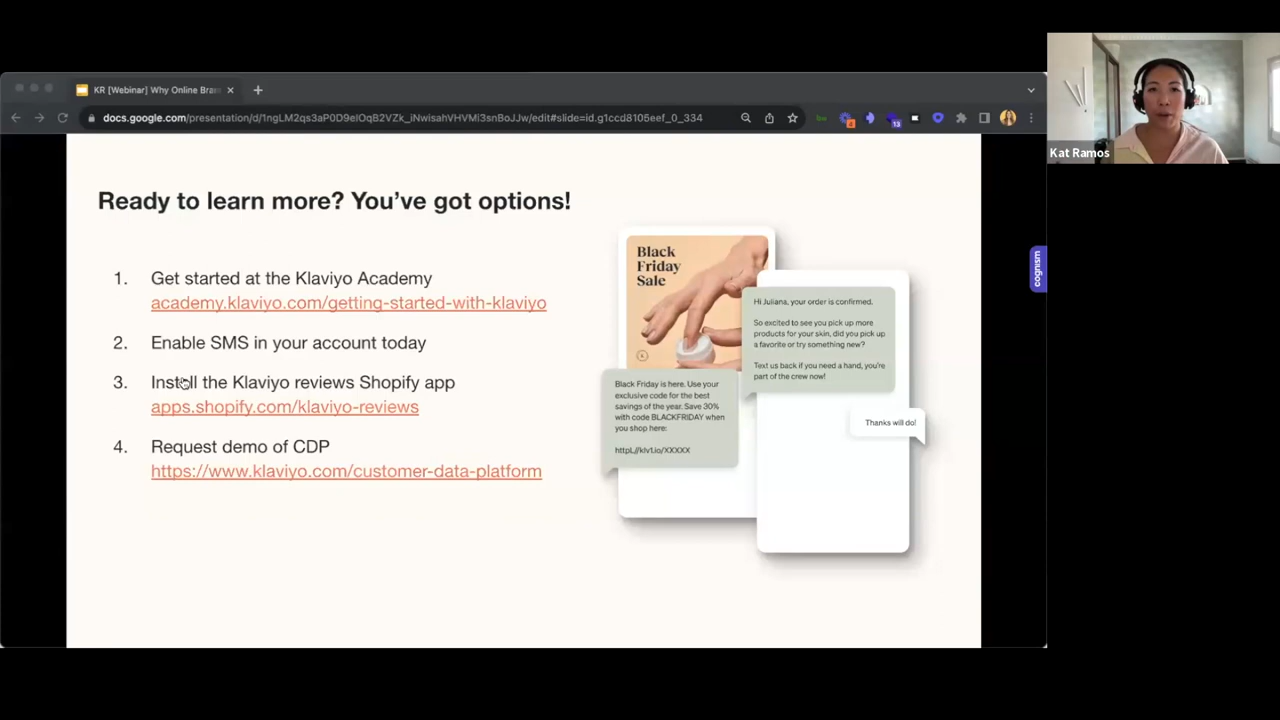 KR [Webinar] Why Online Bran
docs.google.com/presentation/d/1ngLM2qs3aP0D9elOqB2VZk_iNwisahVHVMi3snBoJJw/edit#slide=id.g1ccd8105eef_0_334
13
Kat Ramos
cognism
Ready to learn more? You've got options!
1. Get started at the Klaviyo Academy
academy.klaviyo.com/getting-started-with-klaviyo
2. Enable SMS in your account today
3. Install the Klaviyo reviews Shopify app
apps.shopify.com/klaviyo-reviews
4. Request demo of CDP
https://www.klaviyo.com/customer-data-platform
Black
Friday
Sale
Black Friday is here. Use your
exclusive code for the best
savings of the year. Save 30%
with code BLACKFRIDAY when
you shop here:
httpL//klvt.io/XXXXX
Hi Juliana, your order is confirmed.
So excited to see you pick up more
products for your skin, did you pick up
a favorite or try something new?
Text us back if you need a hand, you're
part of the crew now!
Thanks will do!